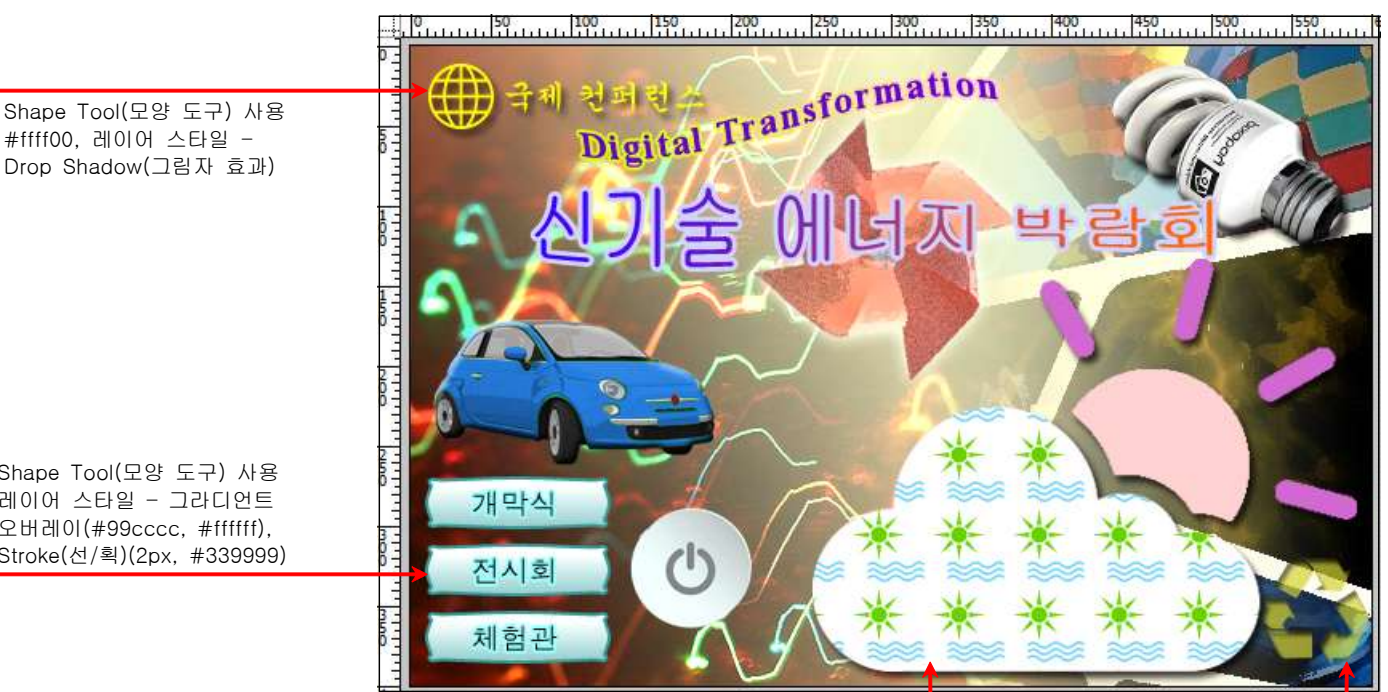 0 50 100 150 200 250 300 350 400 450 500 550
Shape Tool(모양 도구) 사용
#ffff00, 레이어 스타일 -
Drop Shadow(그림자 효과)
국제 컨퍼런스
Digital Transformation
신기술 에너지 박람회
Shape Tool(모양 도구) 사용
레이어 스타일 - 그라디언트
오버레이(#99cccc, #ffffff),
Stroke(선/획)(2px, #339999)
개막식
전시회
체험관